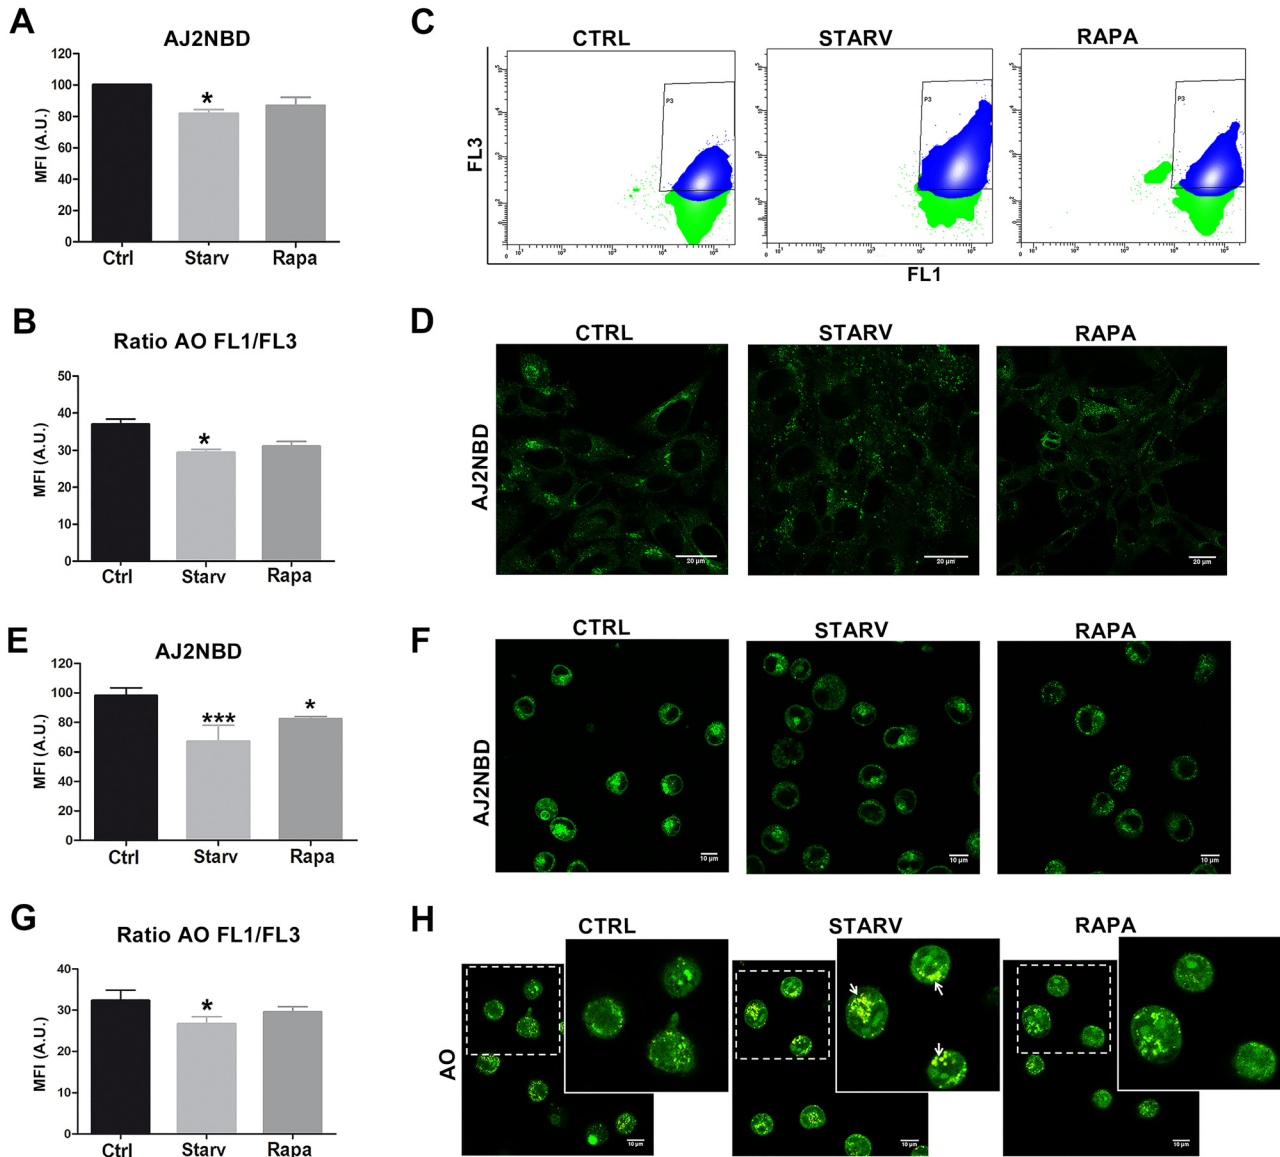 A
AJ2NBD
MFI (A.U.)
120
100
80
60
40
20
0
Ctrl Starv Rapa
*
B
Ratio AO FL1/FL3
MFI (A.U.)
50
40
30
20
10
0
Ctrl Starv Rapa
*
C
CTRL STARV RAPA
FL3
P3 P3 P3
FL1
D
CTRL STARV RAPA
AJ2NBD
20 µm 20 µm 20 µm
E
AJ2NBD
MFI (A.U.)
120
100
80
60
40
20
0
Ctrl Starv Rapa
*** *
F
CTRL STARV RAPA
AJ2NBD
10 µm 10 µm 10 µm
G
Ratio AO FL1/FL3
MFI (A.U.)
40
30
20
10
0
Ctrl Starv Rapa
*
H
CTRL STARV RAPA
AO
10 µm 10 µm 10 µm